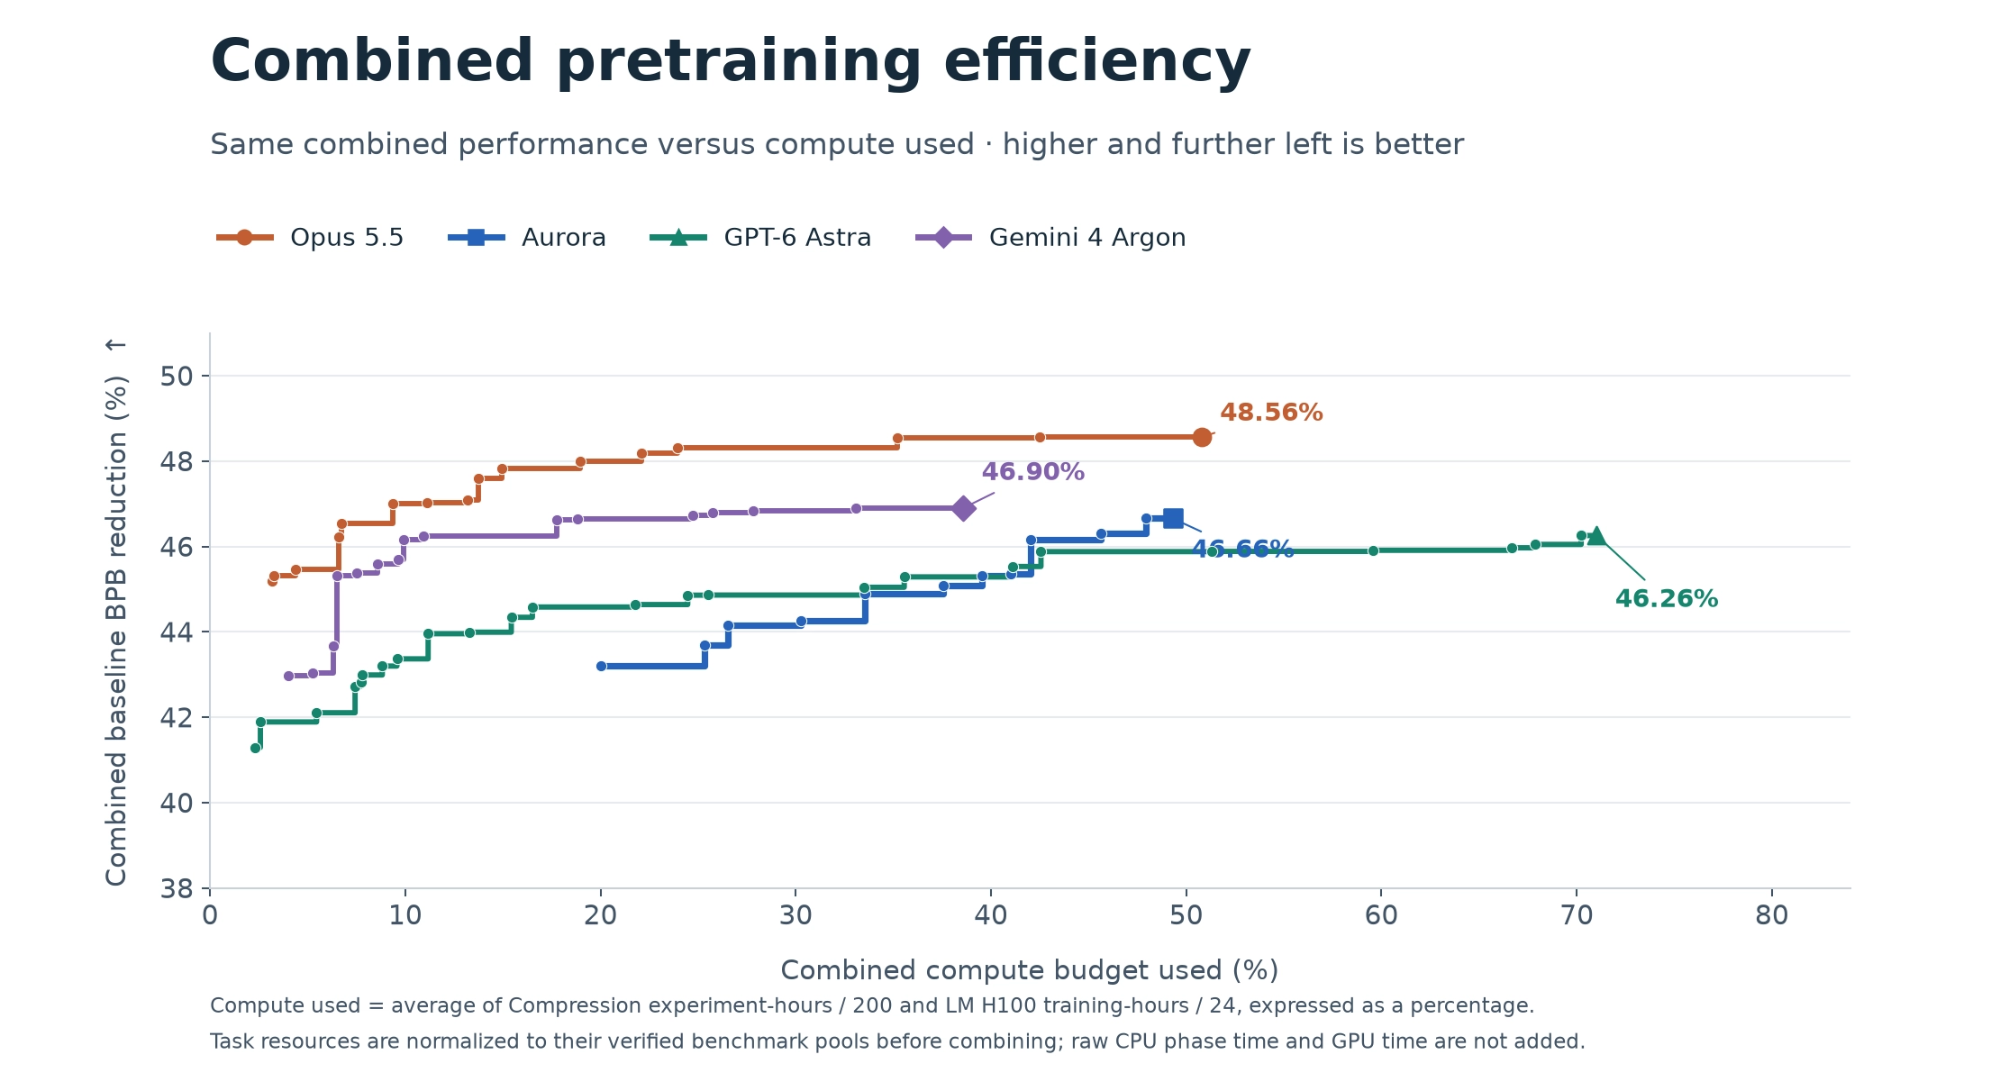 Combined pretraining efficiency
Same combined performance versus compute used · higher and further left is better
Opus 5.5
Aurora
GPT-6 Astra
Gemini 4 Argon
Combined baseline BPB reduction (%) ↑
50
48
46
44
42
40
38
48.56%
46.90%
46.66%
46.26%
0
10
20
30
40
50
60
70
80
Combined compute budget used (%)
Compute used = average of Compression experiment-hours / 200 and LM H100 training-hours / 24, expressed as a percentage.
Task resources are normalized to their verified benchmark pools before combining; raw CPU phase time and GPU time are not added.